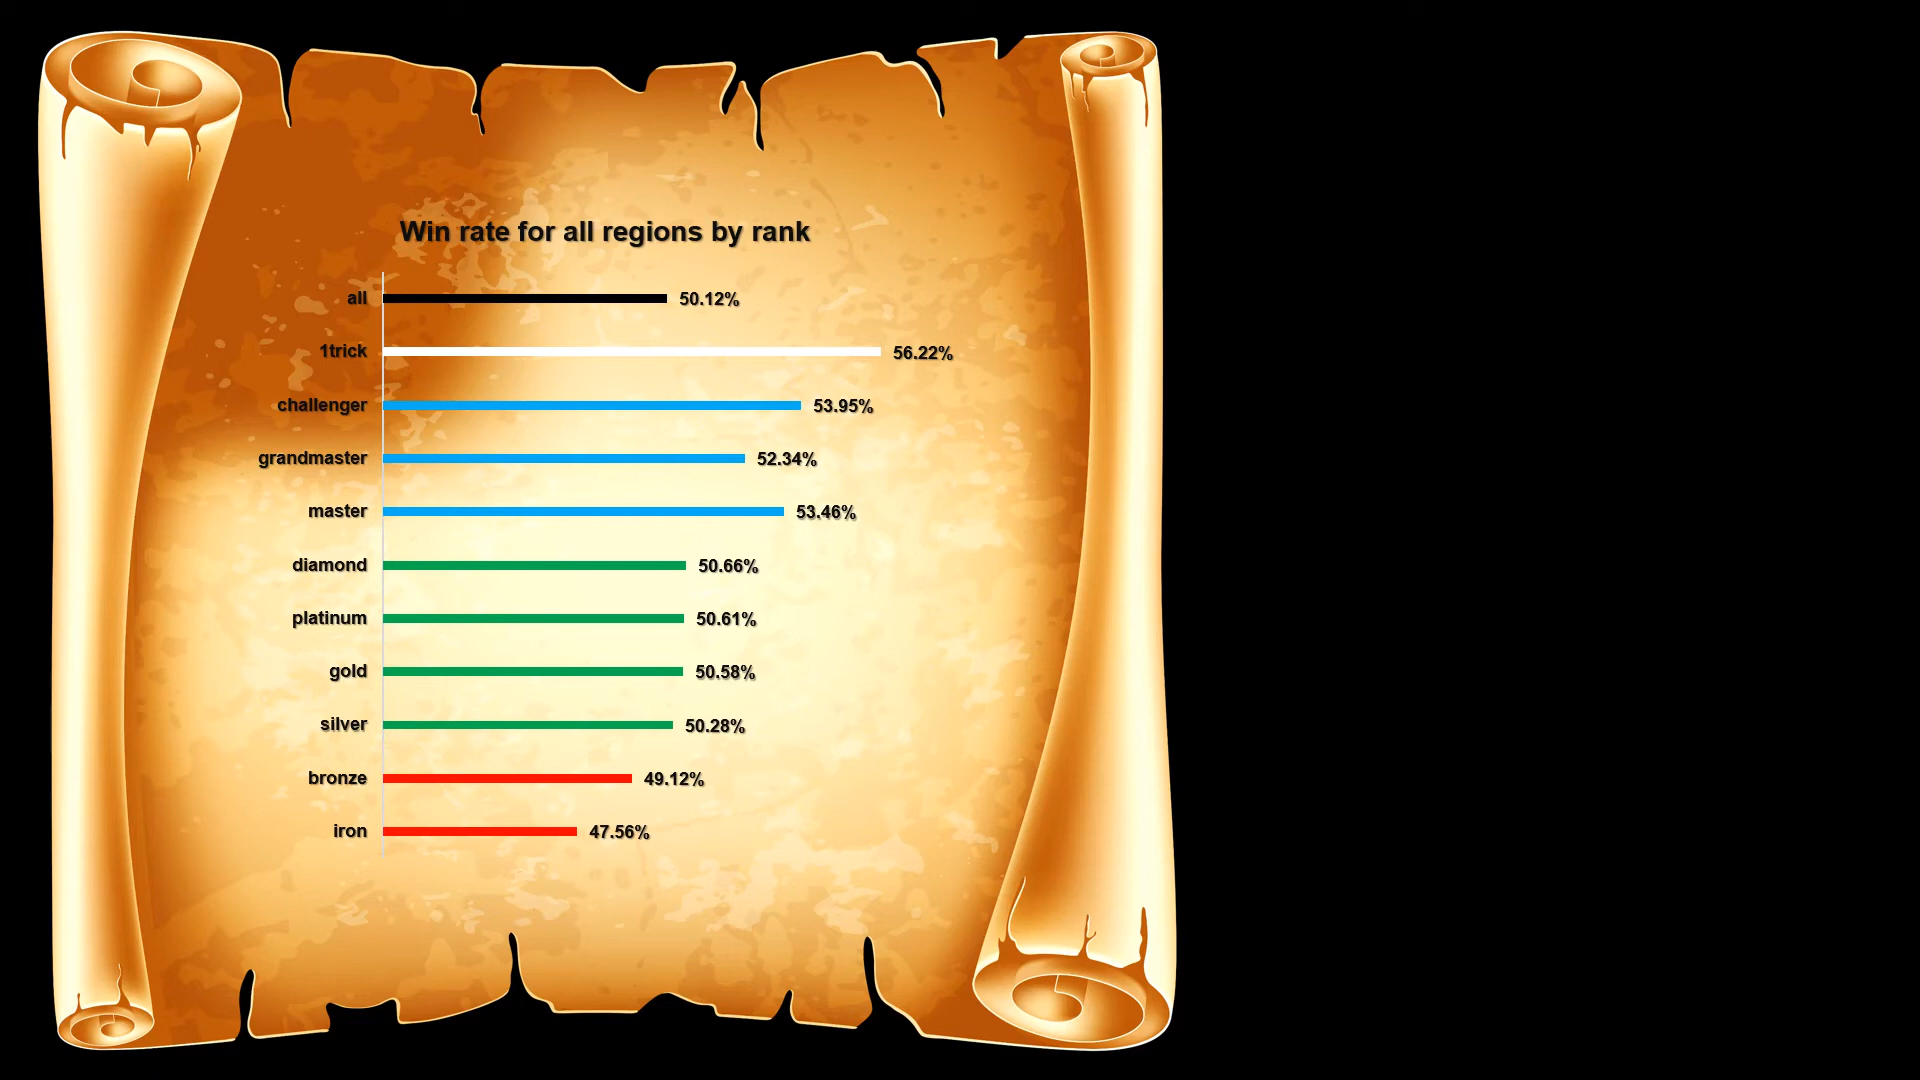 Win rate for all regions by rank
all 50.12%
1trick 56.22%
challenger 53.95%
grandmaster 52.34%
master 53.46%
diamond 50.66%
platinum 50.61%
gold 50.58%
silver 50.28%
bronze 49.12%
iron 47.56%